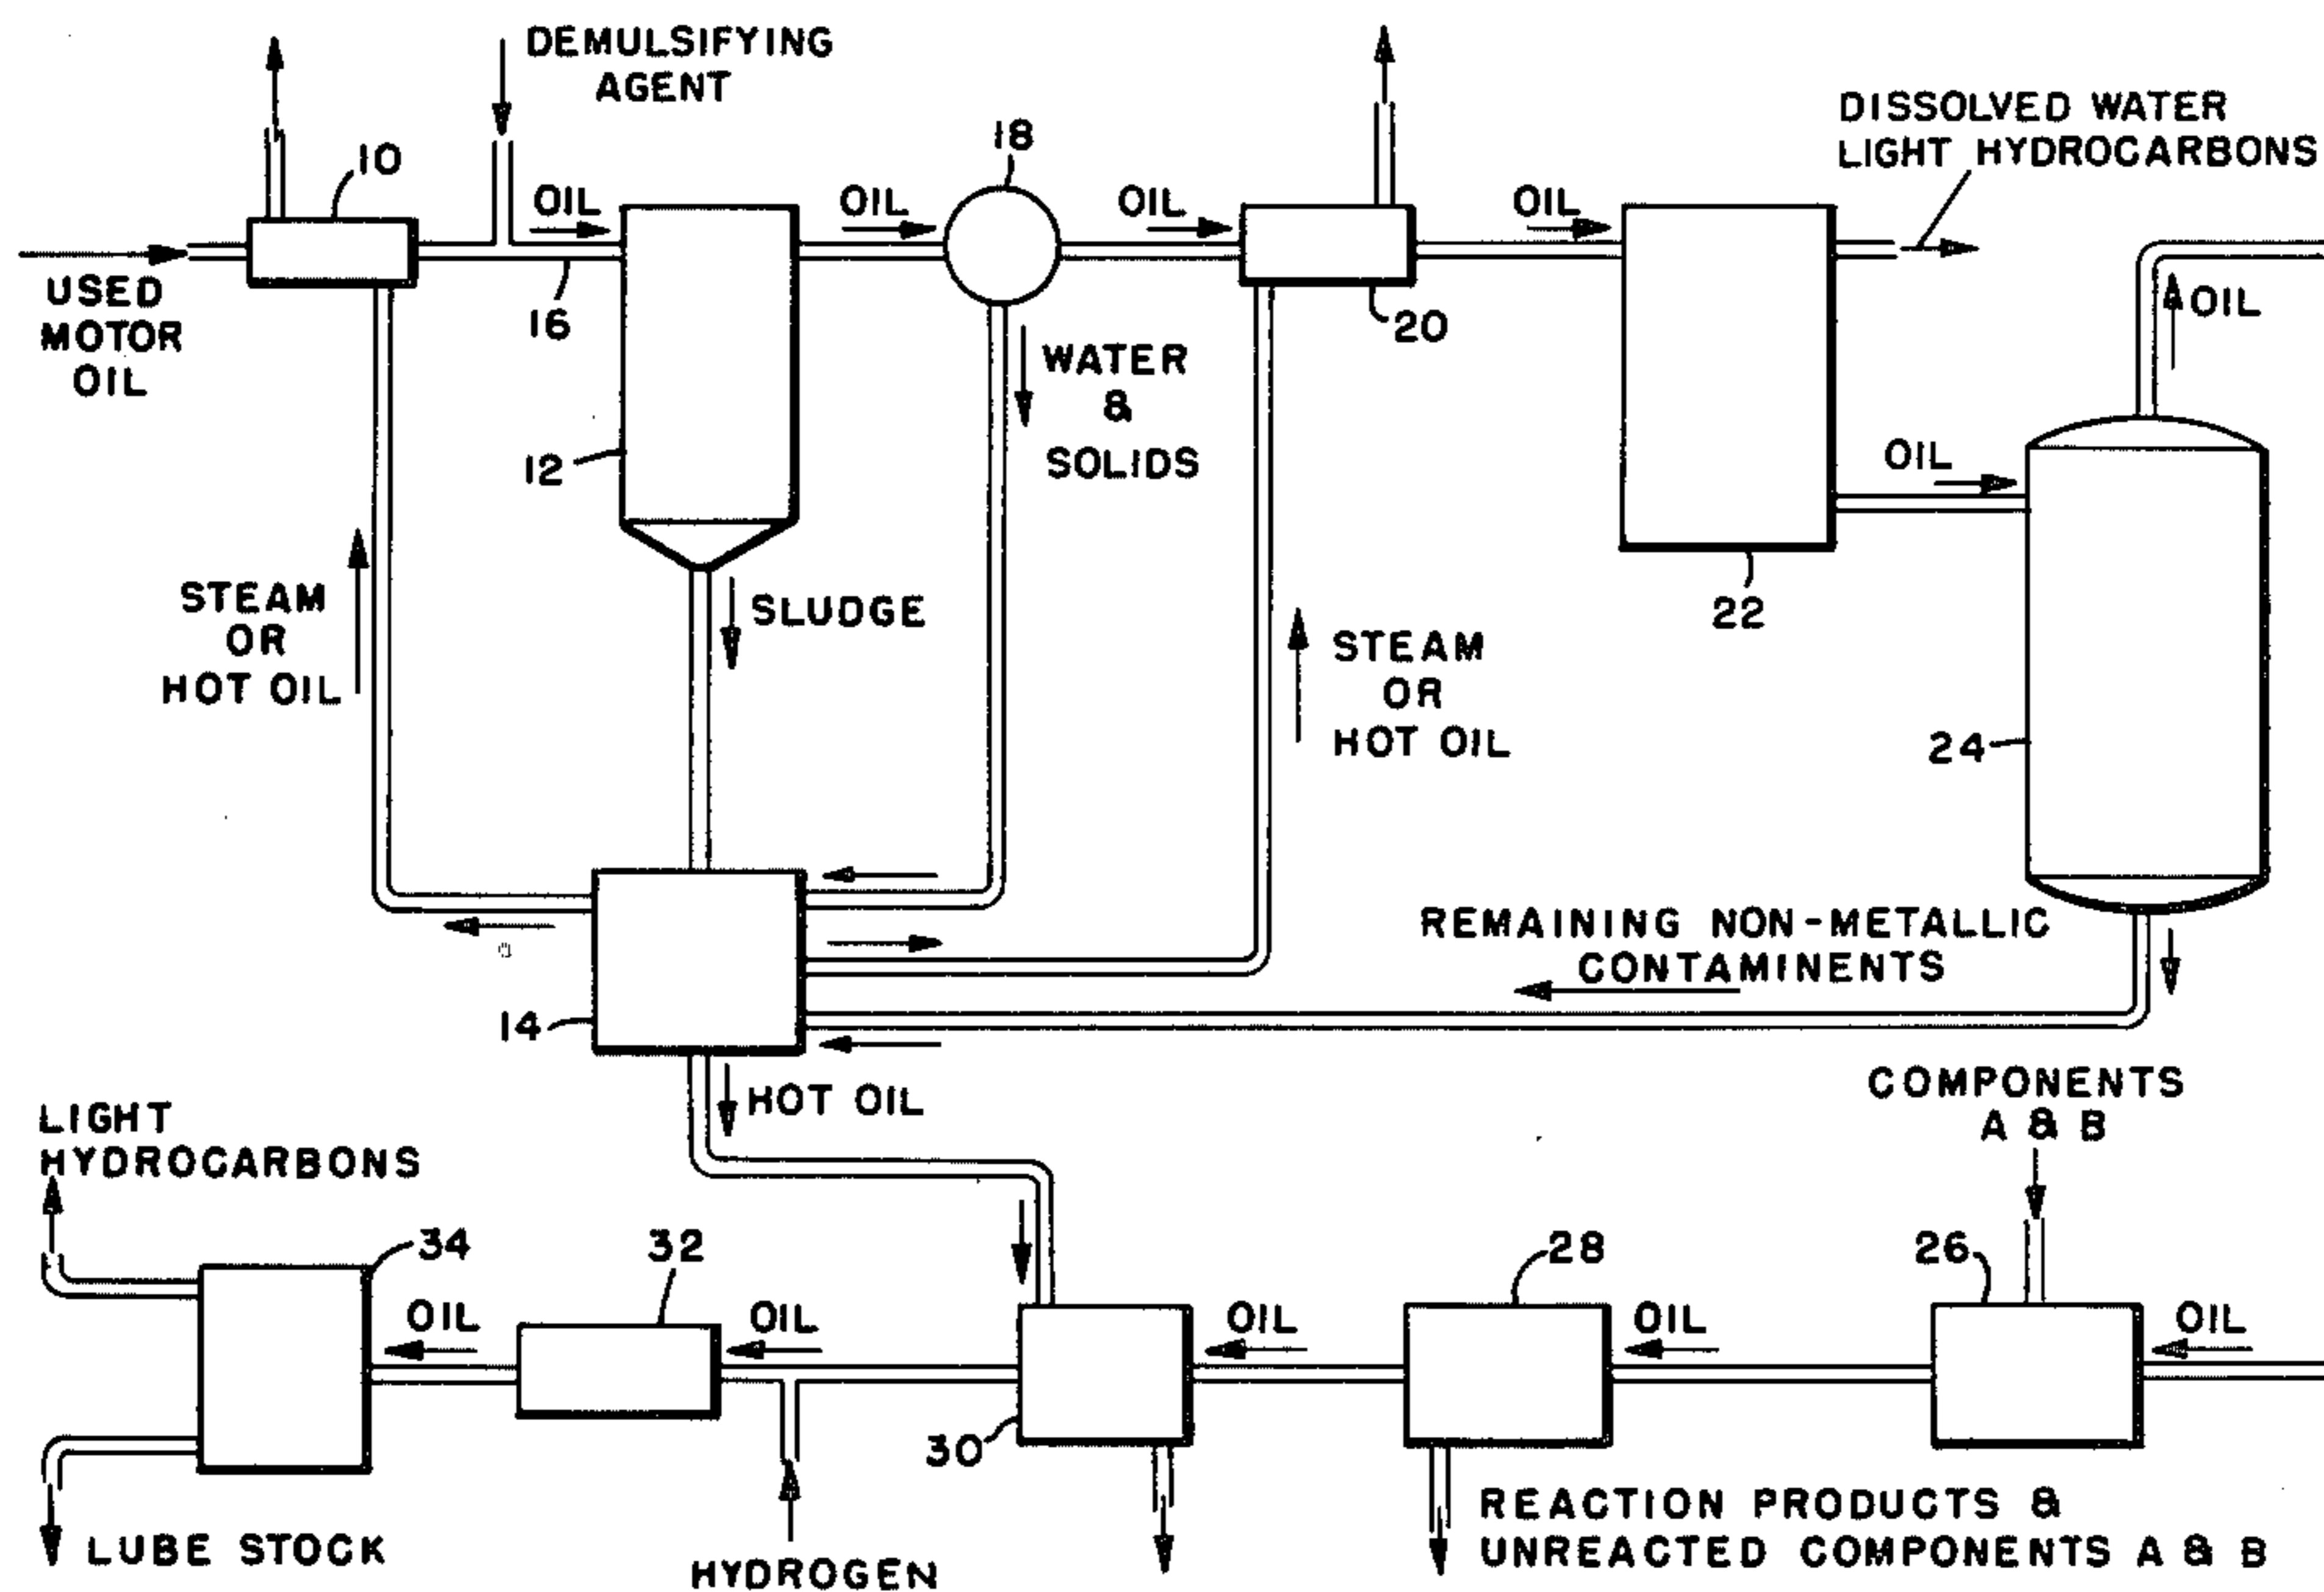 DEMULSIFYING
AGENT
10
18
DISSOLVED WATER
LIGHT HYDROCARBONS
OIL
OIL
OIL
OIL
USED
MOTOR
OIL
16
20
OIL
WATER
&
SOLIDS
12
OIL
STEAM
OR
HOT OIL
SLUDGE
22
STEAM
OR
HOT OIL
24
REMAINING NON-METALLIC
CONTAMINENTS
14
HOT OIL
COMPONENTS
A & B
LIGHT
HYDROCARBONS
34
32
28
26
OIL
OIL
OIL
OIL
OIL
30
REACTION PRODUCTS &
UNREACTED COMPONENTS A & B
LUBE STOCK
HYDROGEN